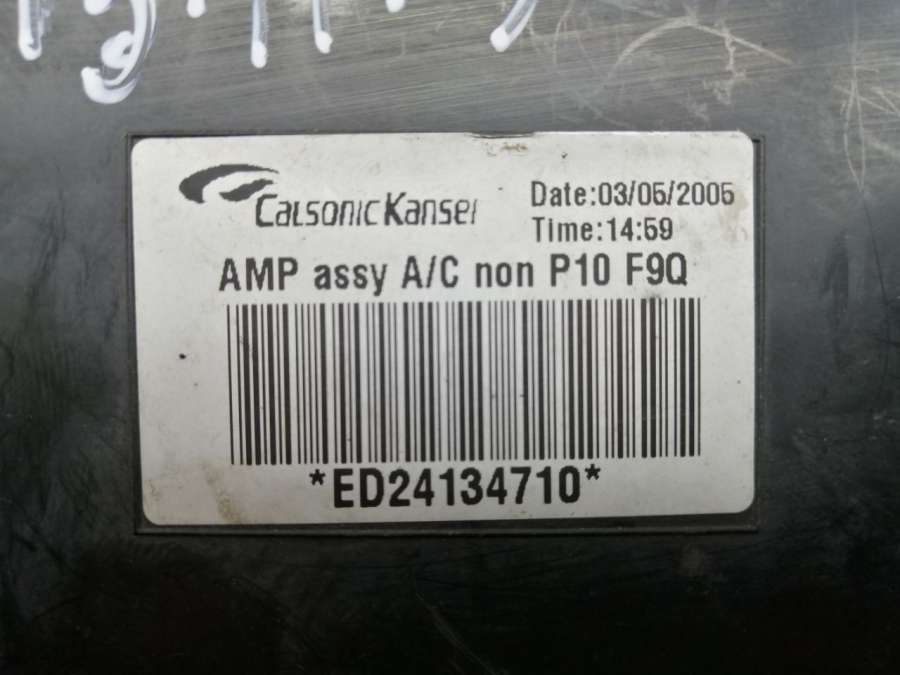 CalsonicKansei
Date:03/05/2005
Time:14:59
AMP assy A/C non P10 F9Q
*ED24134710*